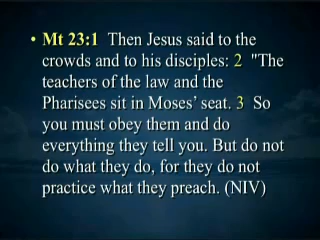 • Mt 23:1 Then Jesus said to the
crowds and to his disciples: 2 "The
teachers of the law and the
Pharisees sit in Moses’ seat. 3 So
you must obey them and do
everything they tell you. But do not
do what they do, for they do not
practice what they preach. (NIV)